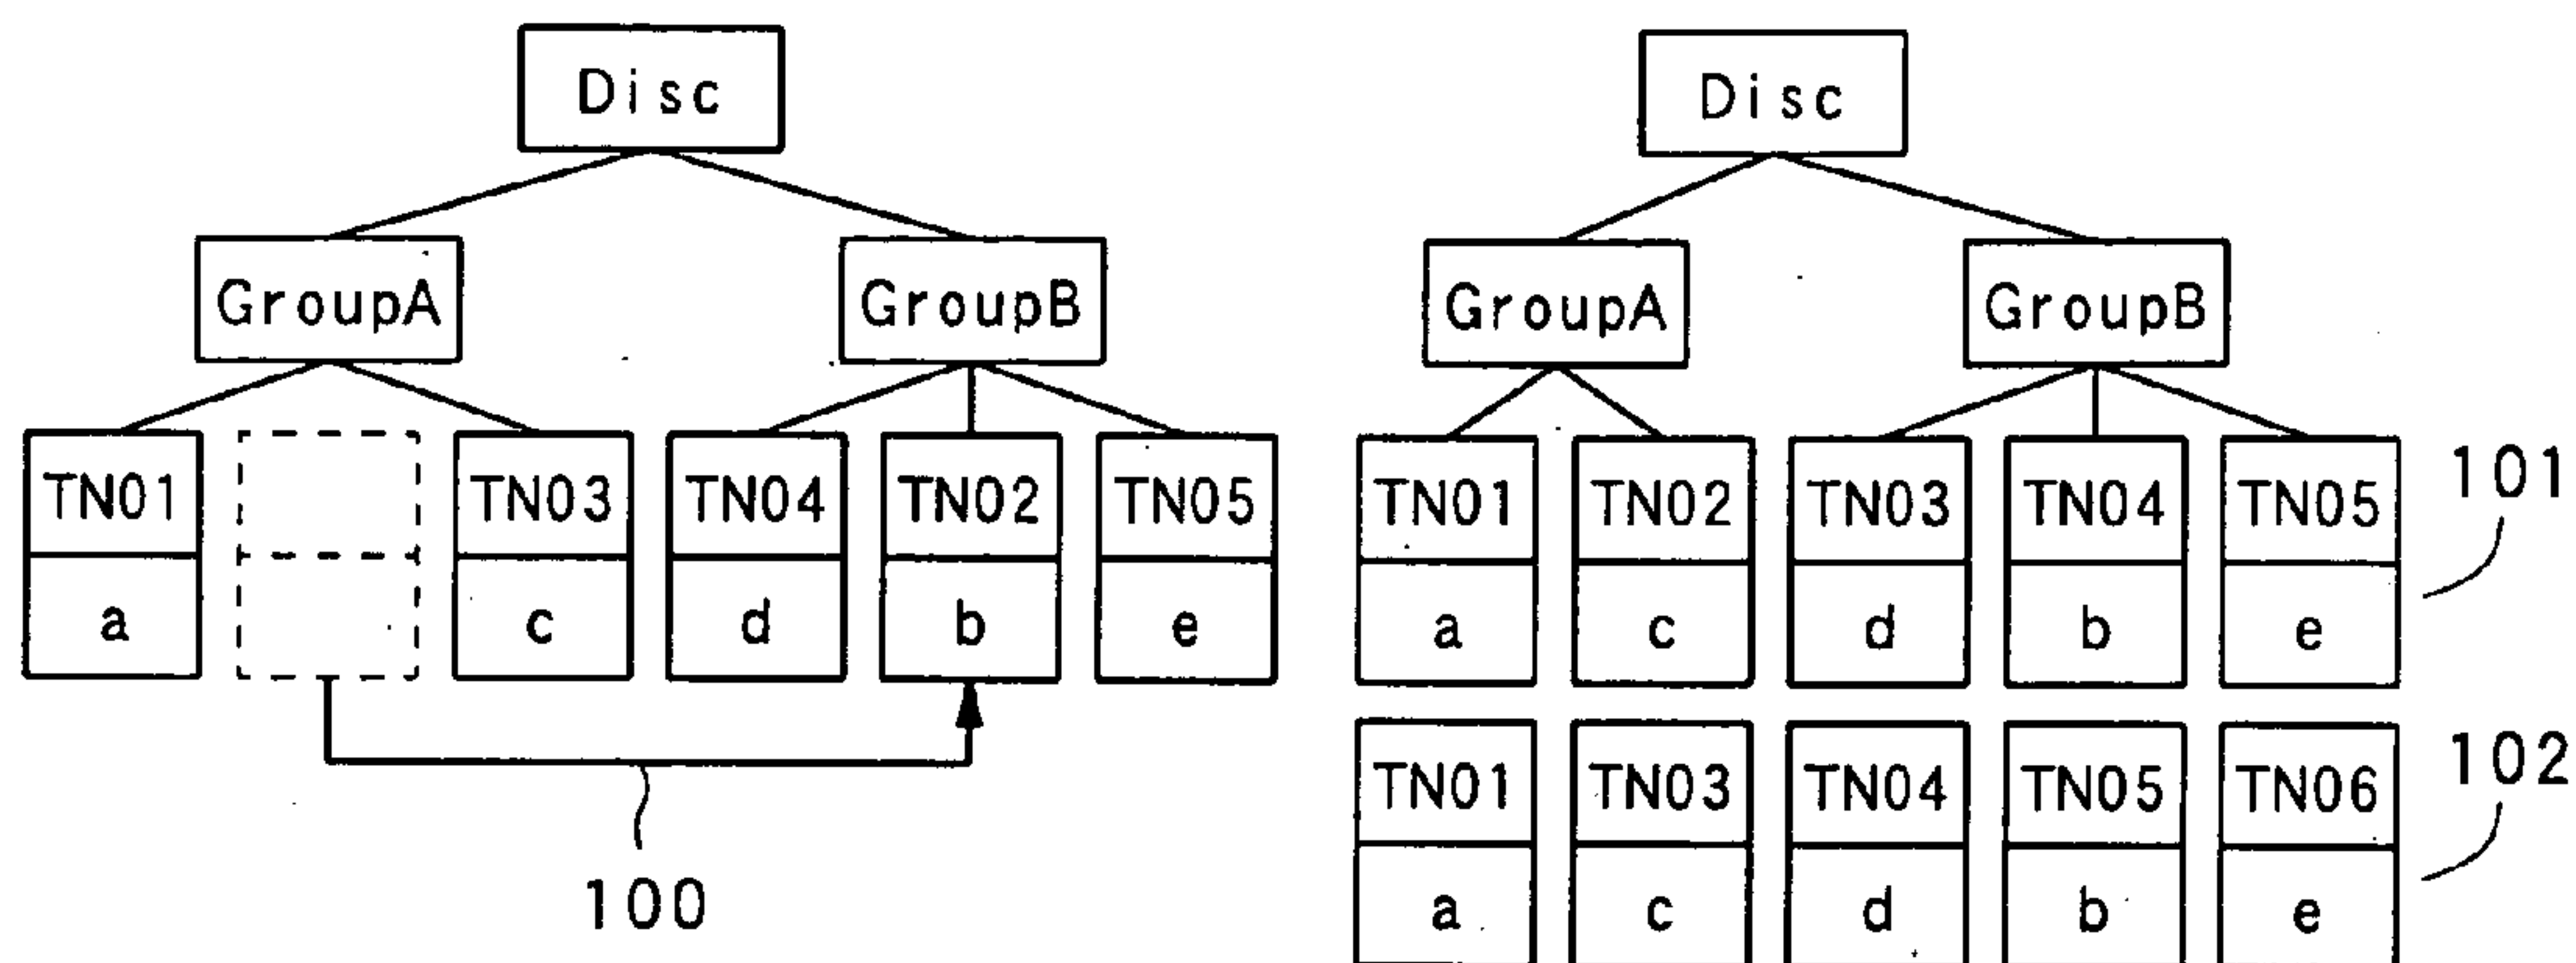 Disc Disc
GroupA GroupB GroupA GroupB
TN01 TN03 TN04 TN02 TN05 TN01 TN02 TN03 TN04 TN05 101
a c d b e a c d b e
TN01 TN03 TN04 TN05 TN06 102
100 a c d b e